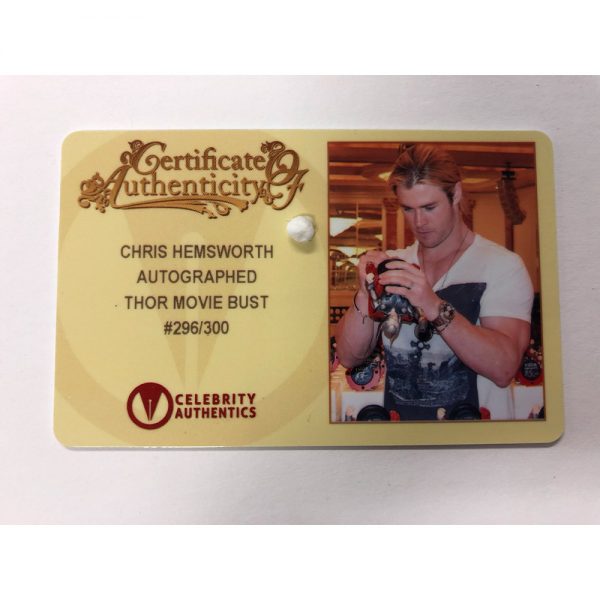 Certificate Of
Authenticity
CHRIS HEMSWORTH
AUTOGRAPHED
THOR MOVIE BUST
#296/300
CELEBRITY
AUTHENTICS